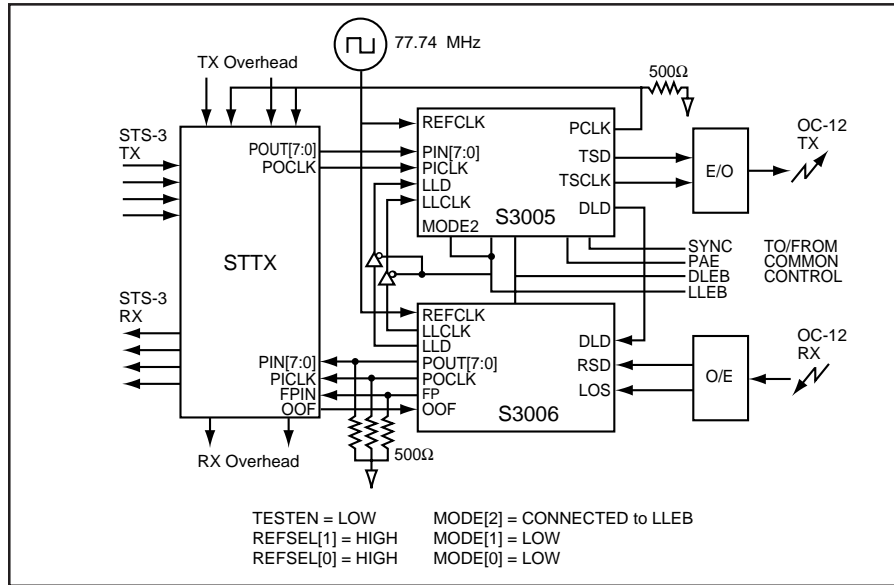 77.74 MHz
TX Overhead
500Ω
STS-3
TX
POUT[7:0]
POCLK
REFCLK
PIN[7:0]
PICLK
LLD
LLCLK
MODE2
PCLK
TSD
TSCLK
DLD
S3005
E/O
OC-12
TX
STTX
SYNC TO/FROM
PAE COMMON
DLEB CONTROL
LLEB
STS-3
RX
PIN[7:0]
PICLK
FPIN
OOF
REFCLK
LLCLK
LLD
POUT[7:0]
POCLK
FP
OOF
DLD
RSD
LOS
S3006
O/E
OC-12
RX
RX Overhead
500Ω
TESTEN = LOW MODE[2] = CONNECTED to LLEB
REFSEL[1] = HIGH MODE[1] = LOW
REFSEL[0] = HIGH MODE[0] = LOW